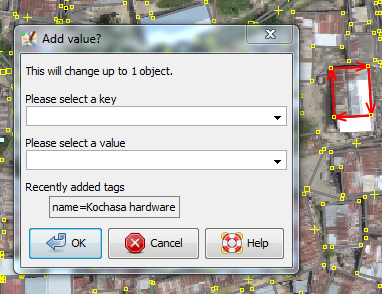 Add value?
This will change up to 1 object.
Please select a key
Please select a value
Recently added tags
name=Kochasa hardware
OK
Cancel
Help